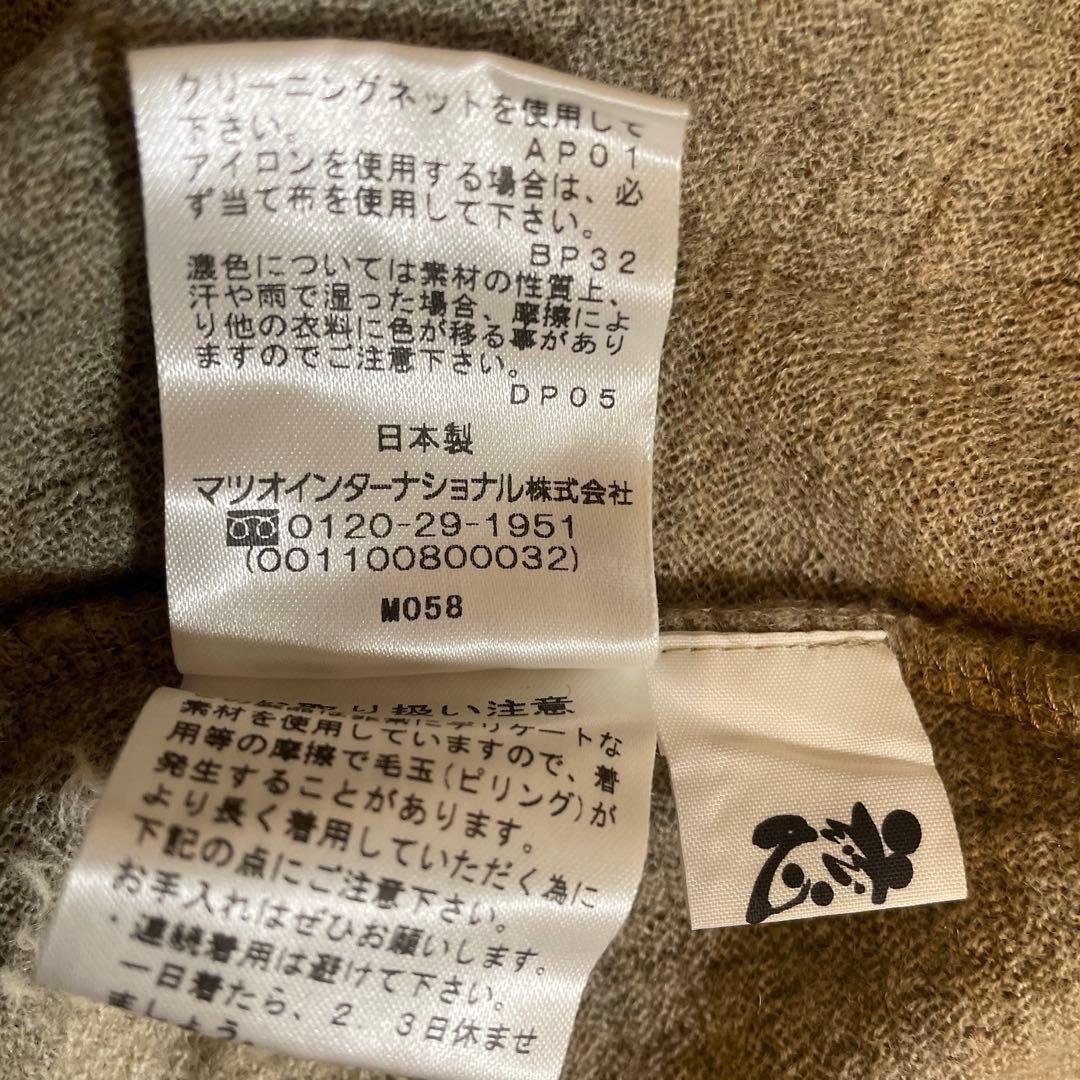 クリーニングネットを使用して
下さい。
AP01
アイロンを使用する場合は、必
ず当て布を使用して下さい。
BP32
濃色については素材の性質上、
汗や雨で湿った場合、摩擦によ
り他の衣料に色が移る事があり
ますのでご注意下さい。
DP05
日本製
マツオインターナショナル株式会社
0120-29-1951
(001100800032)
M058
取り扱い注意
素材を使用していますので、着
用等の摩擦で毛玉(ピリング)が
発生することがあります。
より長く着用していただく為に
下記の点にご注意下さい。
お手入れはぜひお願いします。
・連続着用は避けて下さい。
一日着たら、2、3日休ませ
ましょう。